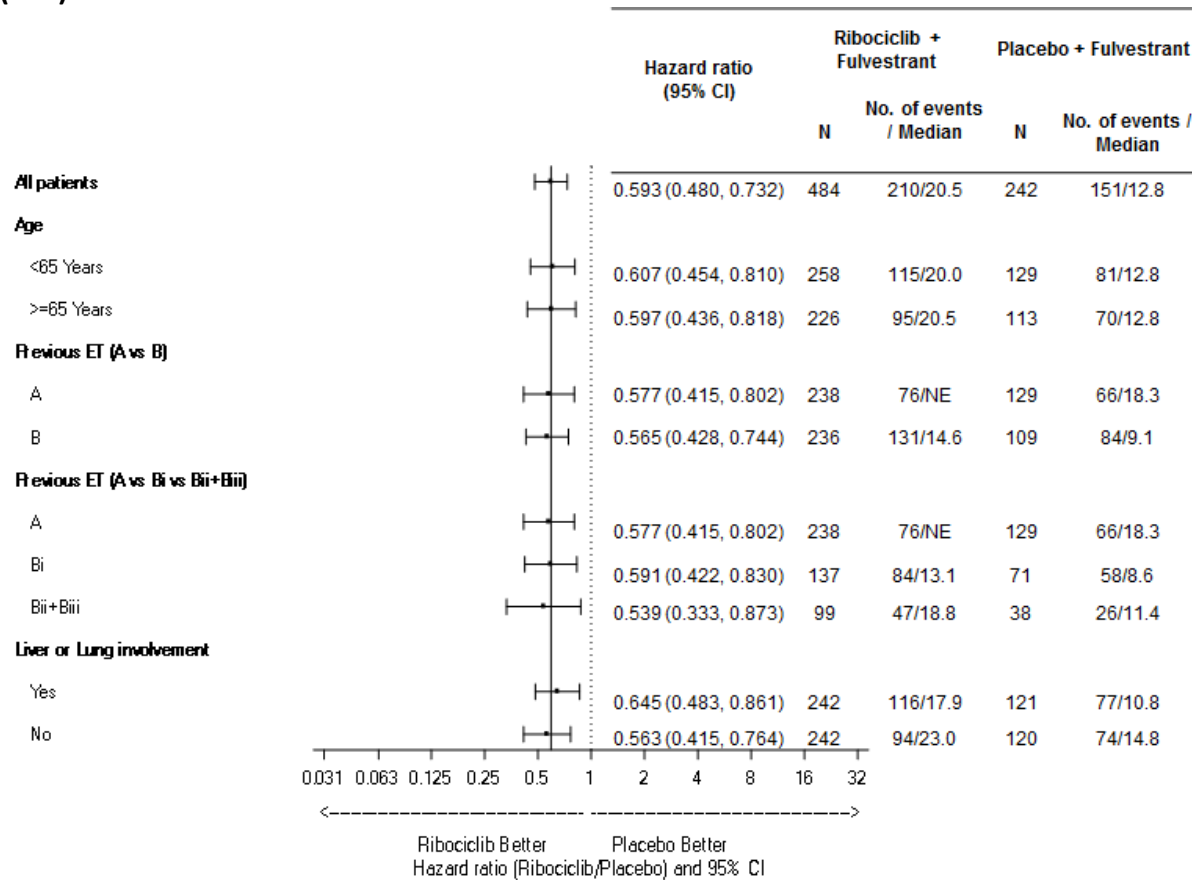 Hazard ratio
(95% CI)
Ribociclib +
Fulvestrant
Placebo + Fulvestrant
N
No. of events
/ Median
N
No. of events /
Median
All patients 0.593 (0.480, 0.732) 484 210/20.5 242 151/12.8
Age
<65 Years 0.607 (0.454, 0.810) 258 115/20.0 129 81/12.8
>=65 Years 0.597 (0.436, 0.818) 226 95/20.5 113 70/12.8
Previous ET (A vs B)
A 0.577 (0.415, 0.802) 238 76/NE 129 66/18.3
B 0.565 (0.428, 0.744) 236 131/14.6 109 84/9.1
Previous ET (A vs Bi vs Bii+Biii)
A 0.577 (0.415, 0.802) 238 76/NE 129 66/18.3
Bi 0.591 (0.422, 0.830) 137 84/13.1 71 58/8.6
Bii+Biii 0.539 (0.333, 0.873) 99 47/18.8 38 26/11.4
Liver or Lung involvement
Yes 0.645 (0.483, 0.861) 242 116/17.9 121 77/10.8
No 0.563 (0.415, 0.764) 242 94/23.0 120 74/14.8
0.031 0.063 0.125 0.25 0.5 1 2 4 8 16 32
Ribociclib Better Placebo Better
Hazard ratio (Ribociclib/Placebo) and 95% CI